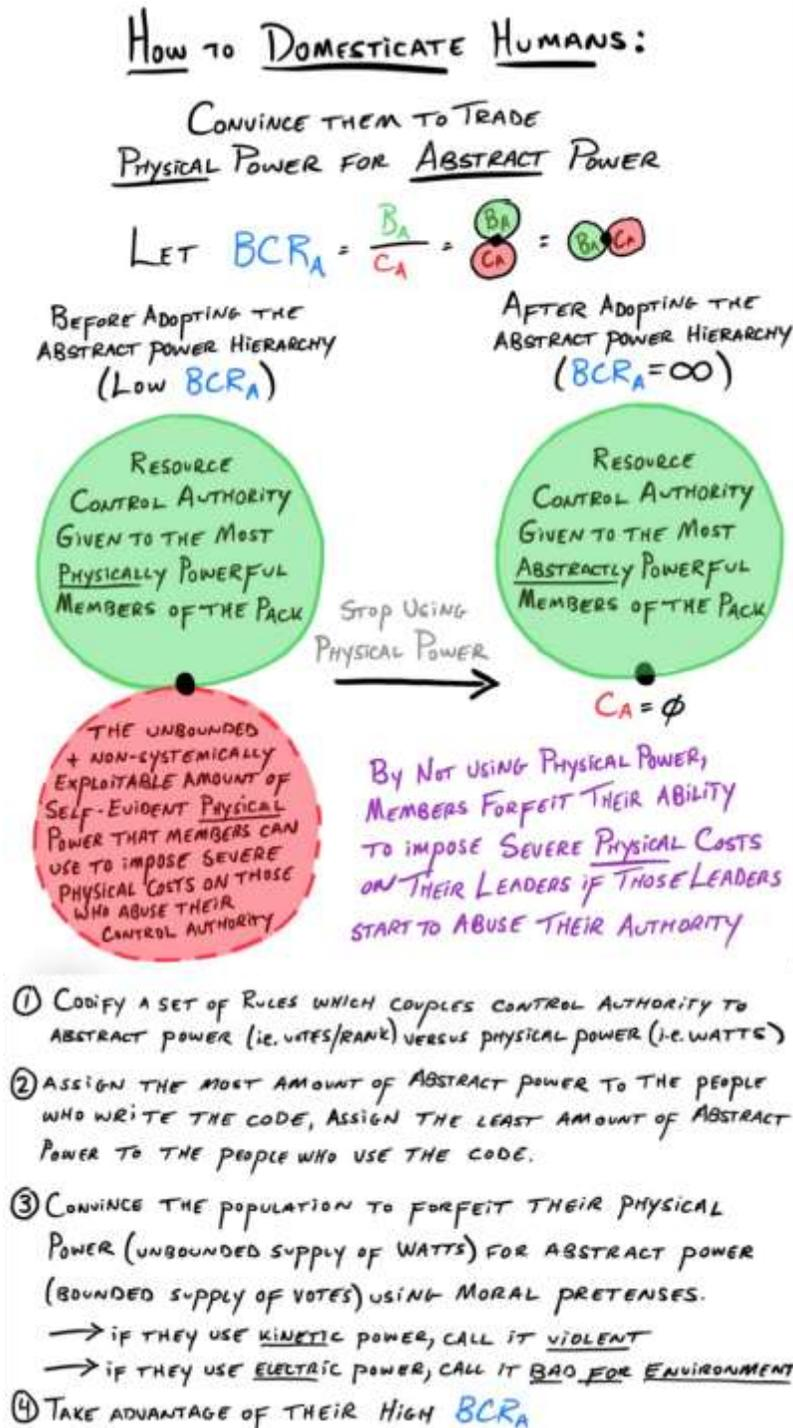 HOW TO DOMESTICATE HUMANS:
CONVINCE THEM TO TRADE
PHYSICAL POWER FOR ABSTRACT POWER
LET BCR_A = B_A / C_A = B_A C_A = B_A C_A
BEFORE ADOPTING THE
ABSTRACT POWER HIERARCHY
(LOW BCR_A)
AFTER ADOPTING THE
ABSTRACT POWER HIERARCHY
(BCR_A = ∞)
RESOURCE
CONTROL AUTHORITY
GIVEN TO THE MOST
PHYSICALLY POWERFUL
MEMBERS OF THE PACK
STOP USING
PHYSICAL POWER
RESOURCE
CONTROL AUTHORITY
GIVEN TO THE MOST
ABSTRACTLY POWERFUL
MEMBERS OF THE PACK
C_A = ϕ
THE UNBOUNDED
+ NON-SYSTEMICALLY
EXPLOITABLE AMOUNT OF
SELF-EVIDENT PHYSICAL
POWER THAT MEMBERS CAN
USE TO IMPOSE SEVERE
PHYSICAL COSTS ON THOSE
WHO ABUSE THEIR
CONTROL AUTHORITY
BY NOT USING PHYSICAL POWER,
MEMBERS FORFEIT THEIR ABILITY
TO IMPOSE SEVERE PHYSICAL COSTS
ON THEIR LEADERS IF THOSE LEADERS
START TO ABUSE THEIR AUTHORITY
① CODIFY A SET OF RULES WHICH COUPLES CONTROL AUTHORITY TO
ABSTRACT POWER (i.e. VOTES/RANK) VERSUS PHYSICAL POWER (i.e. WATTS)
② ASSIGN THE MOST AMOUNT OF ABSTRACT POWER TO THE PEOPLE
WHO WRITE THE CODE, ASSIGN THE LEAST AMOUNT OF ABSTRACT
POWER TO THE PEOPLE WHO USE THE CODE.
③ CONVINCE THE POPULATION TO FORFEIT THEIR PHYSICAL
POWER (UNBOUNDED SUPPLY OF WATTS) FOR ABSTRACT POWER
(BOUNDED SUPPLY OF VOTES) USING MORAL PRETENSES.
→ IF THEY USE KINETIC POWER, CALL IT VIOLENT
→ IF THEY USE ELECTRIC POWER, CALL IT BAD FOR ENVIRONMENT
④ TAKE ADVANTAGE OF THEIR HIGH BCR_A